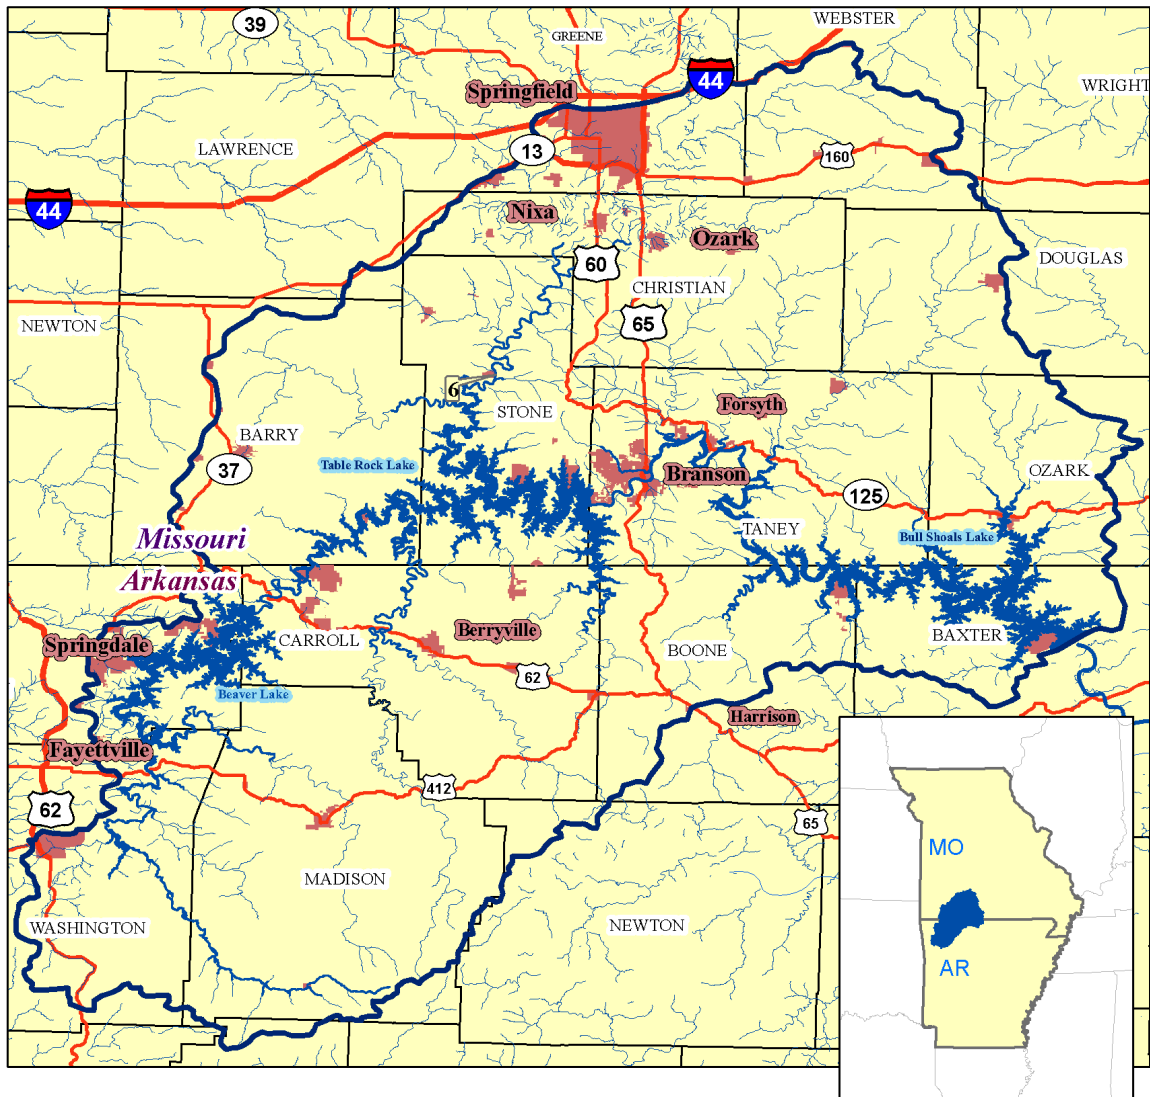 WEBSTER
39
GREENE
44
WRIGHT
Springfield
LAWRENCE
13
160
44
Nixa
Ozark
60
DOUGLAS
CHRISTIAN
NEWTON
65
6
Forsyth
STONE
BARRY
Table Rock Lake
37
Branson
OZARK
125
TANEY
Missouri
Bull Shoals Lake
Arkansas
Berryville
CARROLL
BAXTER
Springdale
BOONE
62
Beaver Lake
Harrison
Fayettville
412
62
65
MO
MADISON
NEWTON
WASHINGTON
AR